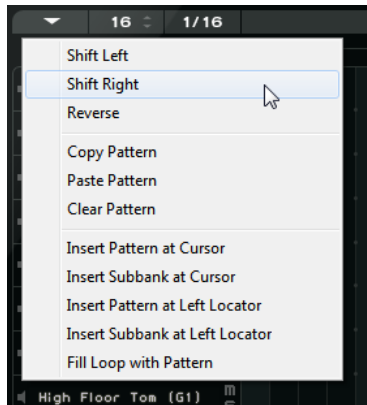 16 1/16
Shift Left
Shift Right
Reverse
Copy Pattern
Paste Pattern
Clear Pattern
Insert Pattern at Cursor
Insert Subbank at Cursor
Insert Pattern at Left Locator
Insert Subbank at Left Locator
Fill Loop with Pattern
High Floor Tom (G1) m